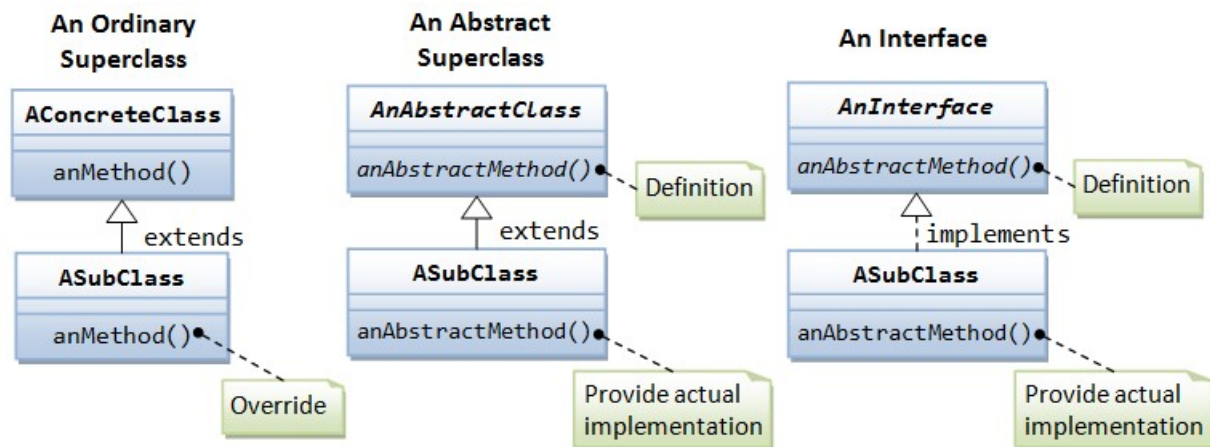 An Ordinary
Superclass
AConcreteClass
anMethod()
extends
ASubClass
anMethod()
Override
An Abstract
Superclass
AnAbstractClass
anAbstractMethod()
Definition
extends
ASubClass
anAbstractMethod()
Provide actual
implementation
An Interface
AnInterface
anAbstractMethod()
Definition
implements
ASubClass
anAbstractMethod()
Provide actual
implementation